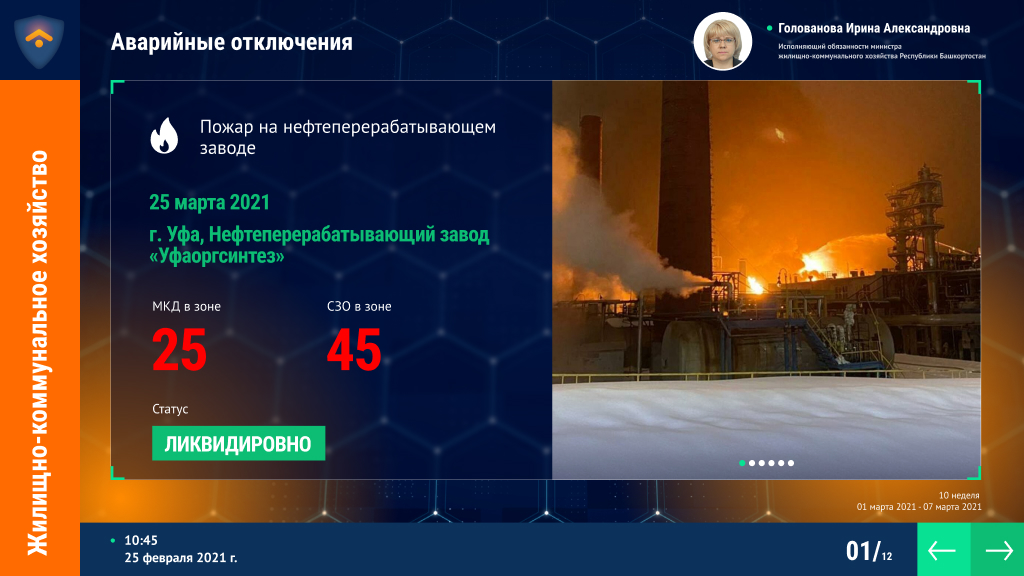 Аварийные отключения
Голованова Ирина Александровна
Исполняющий обязанности министра
жилищно-коммунального хозяйства Республики Башкортостан
Жилищно-коммунальное хозяйство
Пожар на нефтеперерабатывающем
заводе
25 марта 2021
г. Уфа, Нефтеперерабатывающий завод
«Уфаоргсинтез»
МКД в зоне
СЗО в зоне
25
45
Статус
ЛИКВИДИРОВНО
10 неделя
01 марта 2021 - 07 марта 2021
10:45
25 февраля 2021 г.
01/12